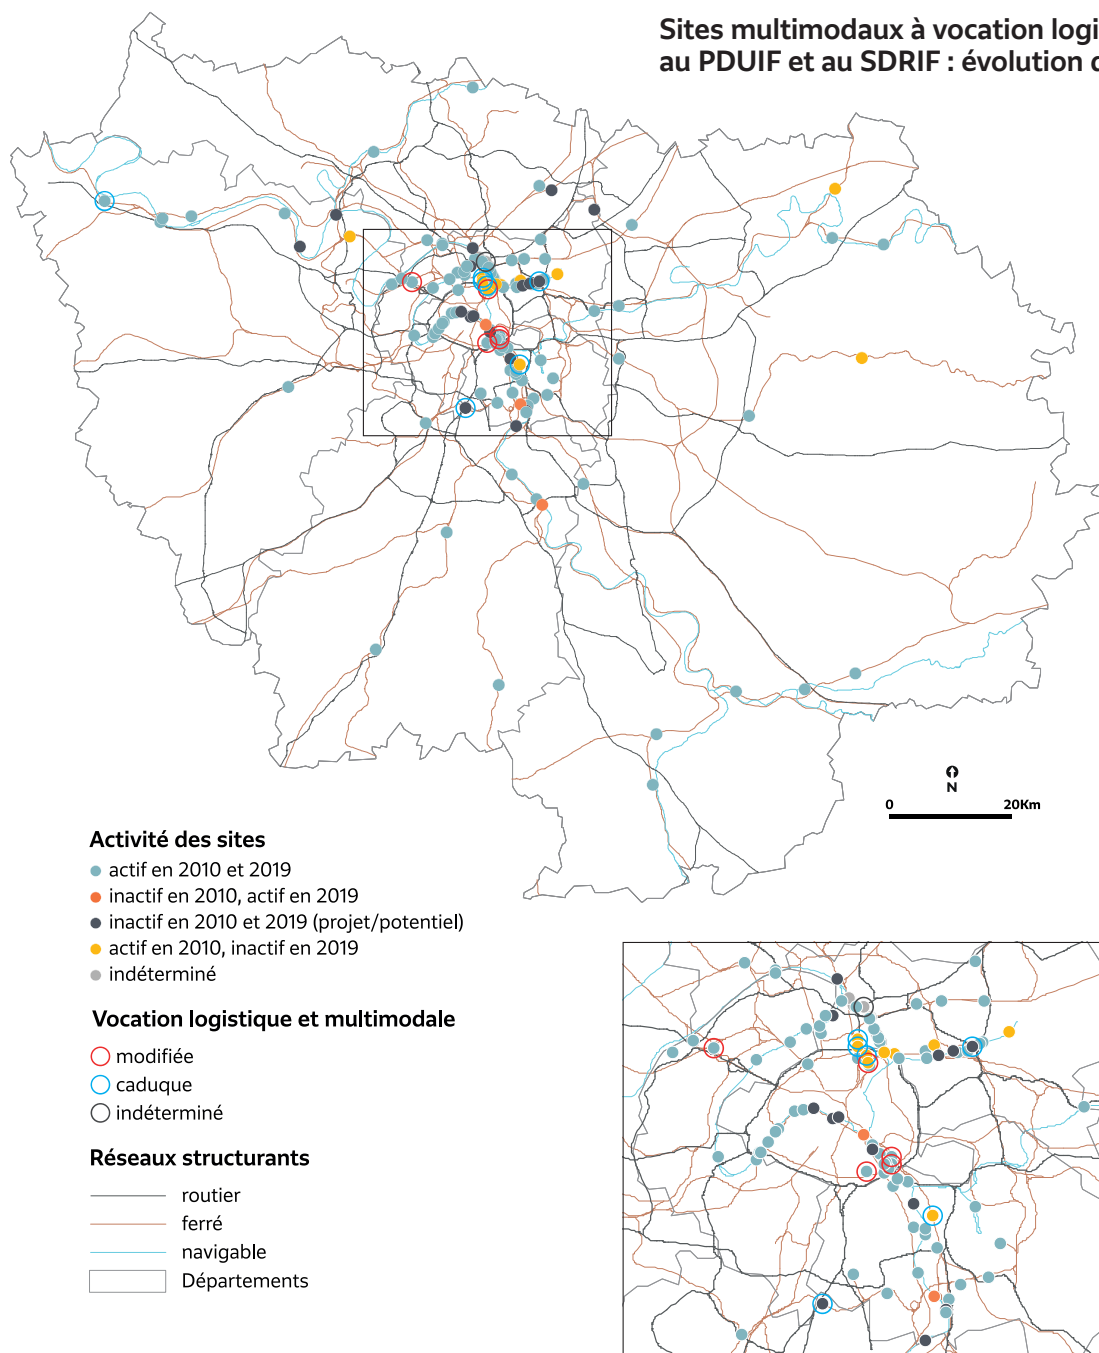 Sites multimodaux à vocation logi
au PDUIF et au SDRIF : évolution
N
0 20Km
Activité des sites
actif en 2010 et 2019
inactif en 2010, actif en 2019
inactif en 2010 et 2019 (projet/potentiel)
actif en 2010, inactif en 2019
indéterminé
Vocation logistique et multimodale
modifiée
caduque
indéterminé
Réseaux structurants
routier
ferré
navigable
Départements